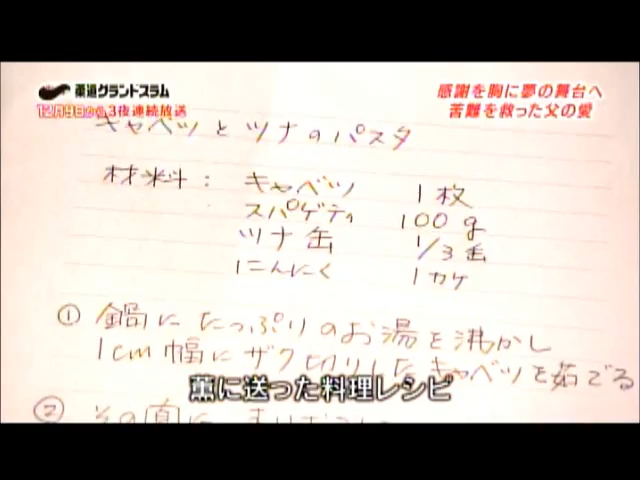 柔道グランドスラム
12月9日から3夜連続放送
感謝を胸に夢の舞台へ
苦難を救った父の愛
キャベツとツナのパスタ
材料: キャベツ 1枚
スパゲティ 100g
ツナ缶 1/3缶
にんにく 1カケ
① 鍋にたっぷりのお湯を沸かし
1cm幅にザク切りしたキャベツを茹でる
薫に送った料理レシピ
② その間に